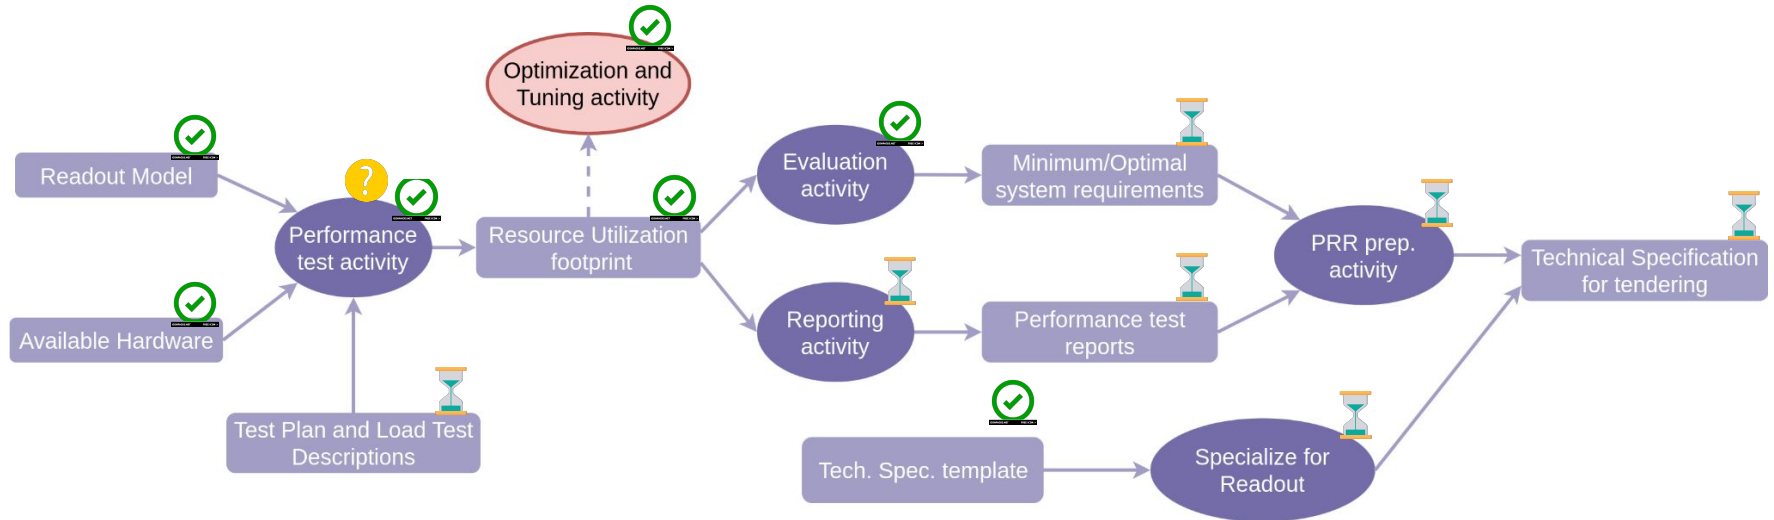 Optimization and
Tuning activity
Readout Model
Performance
test activity
?
Available Hardware
Test Plan and Load Test
Descriptions
Resource Utilization
footprint
Evaluation
activity
Reporting
activity
Minimum/Optimal
system requirements
Performance test
reports
PRR prep.
activity
Technical Specification
for tendering
Tech. Spec. template
Specialize for
Readout